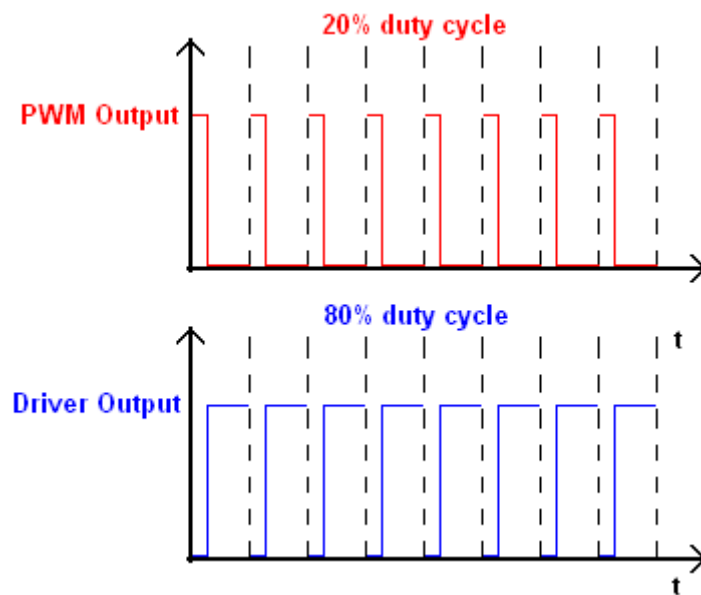 20% duty cycle
PWM Output
80% duty cycle
t
Driver Output
t